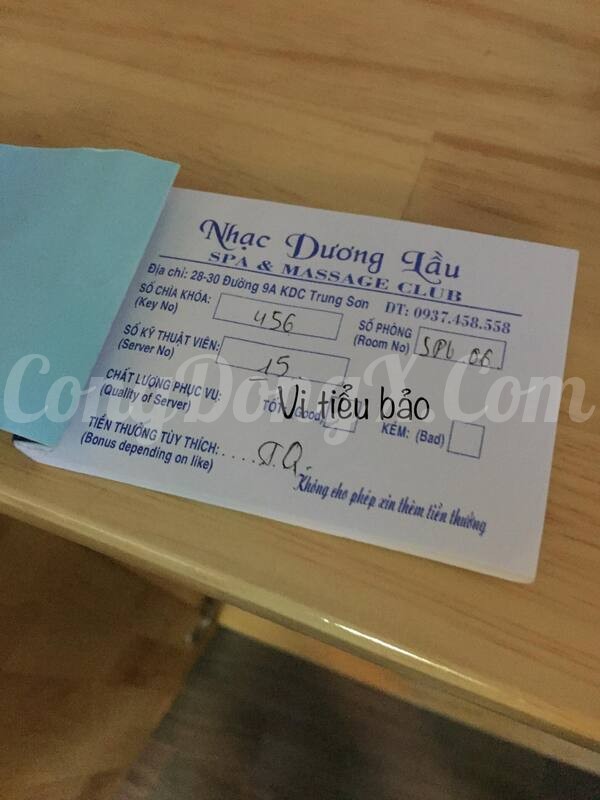 Nhạc Dương Lầu
SPA & MASSAGE CLUB
Địa chỉ: 28-30 Đường 9A KDC Trung Sơn ĐT: 0937.458.558
SỐ CHÌA KHÓA: 456 SỐ PHÒNG
(Key No) (Room No)
SỐ KỸ THUẬT VIÊN: 15
(Server No)
CongDongX.Com
CHẤT LƯỢNG PHỤC VỤ: TỐT: (Good) KÉM: (Bad)
(Quality of Server)
Vi tiểu bảo
TIỀN THƯỞNG TÙY THÍCH: ....
(Bonus depending on like)
Không cho phép xin thêm tiền thưởng